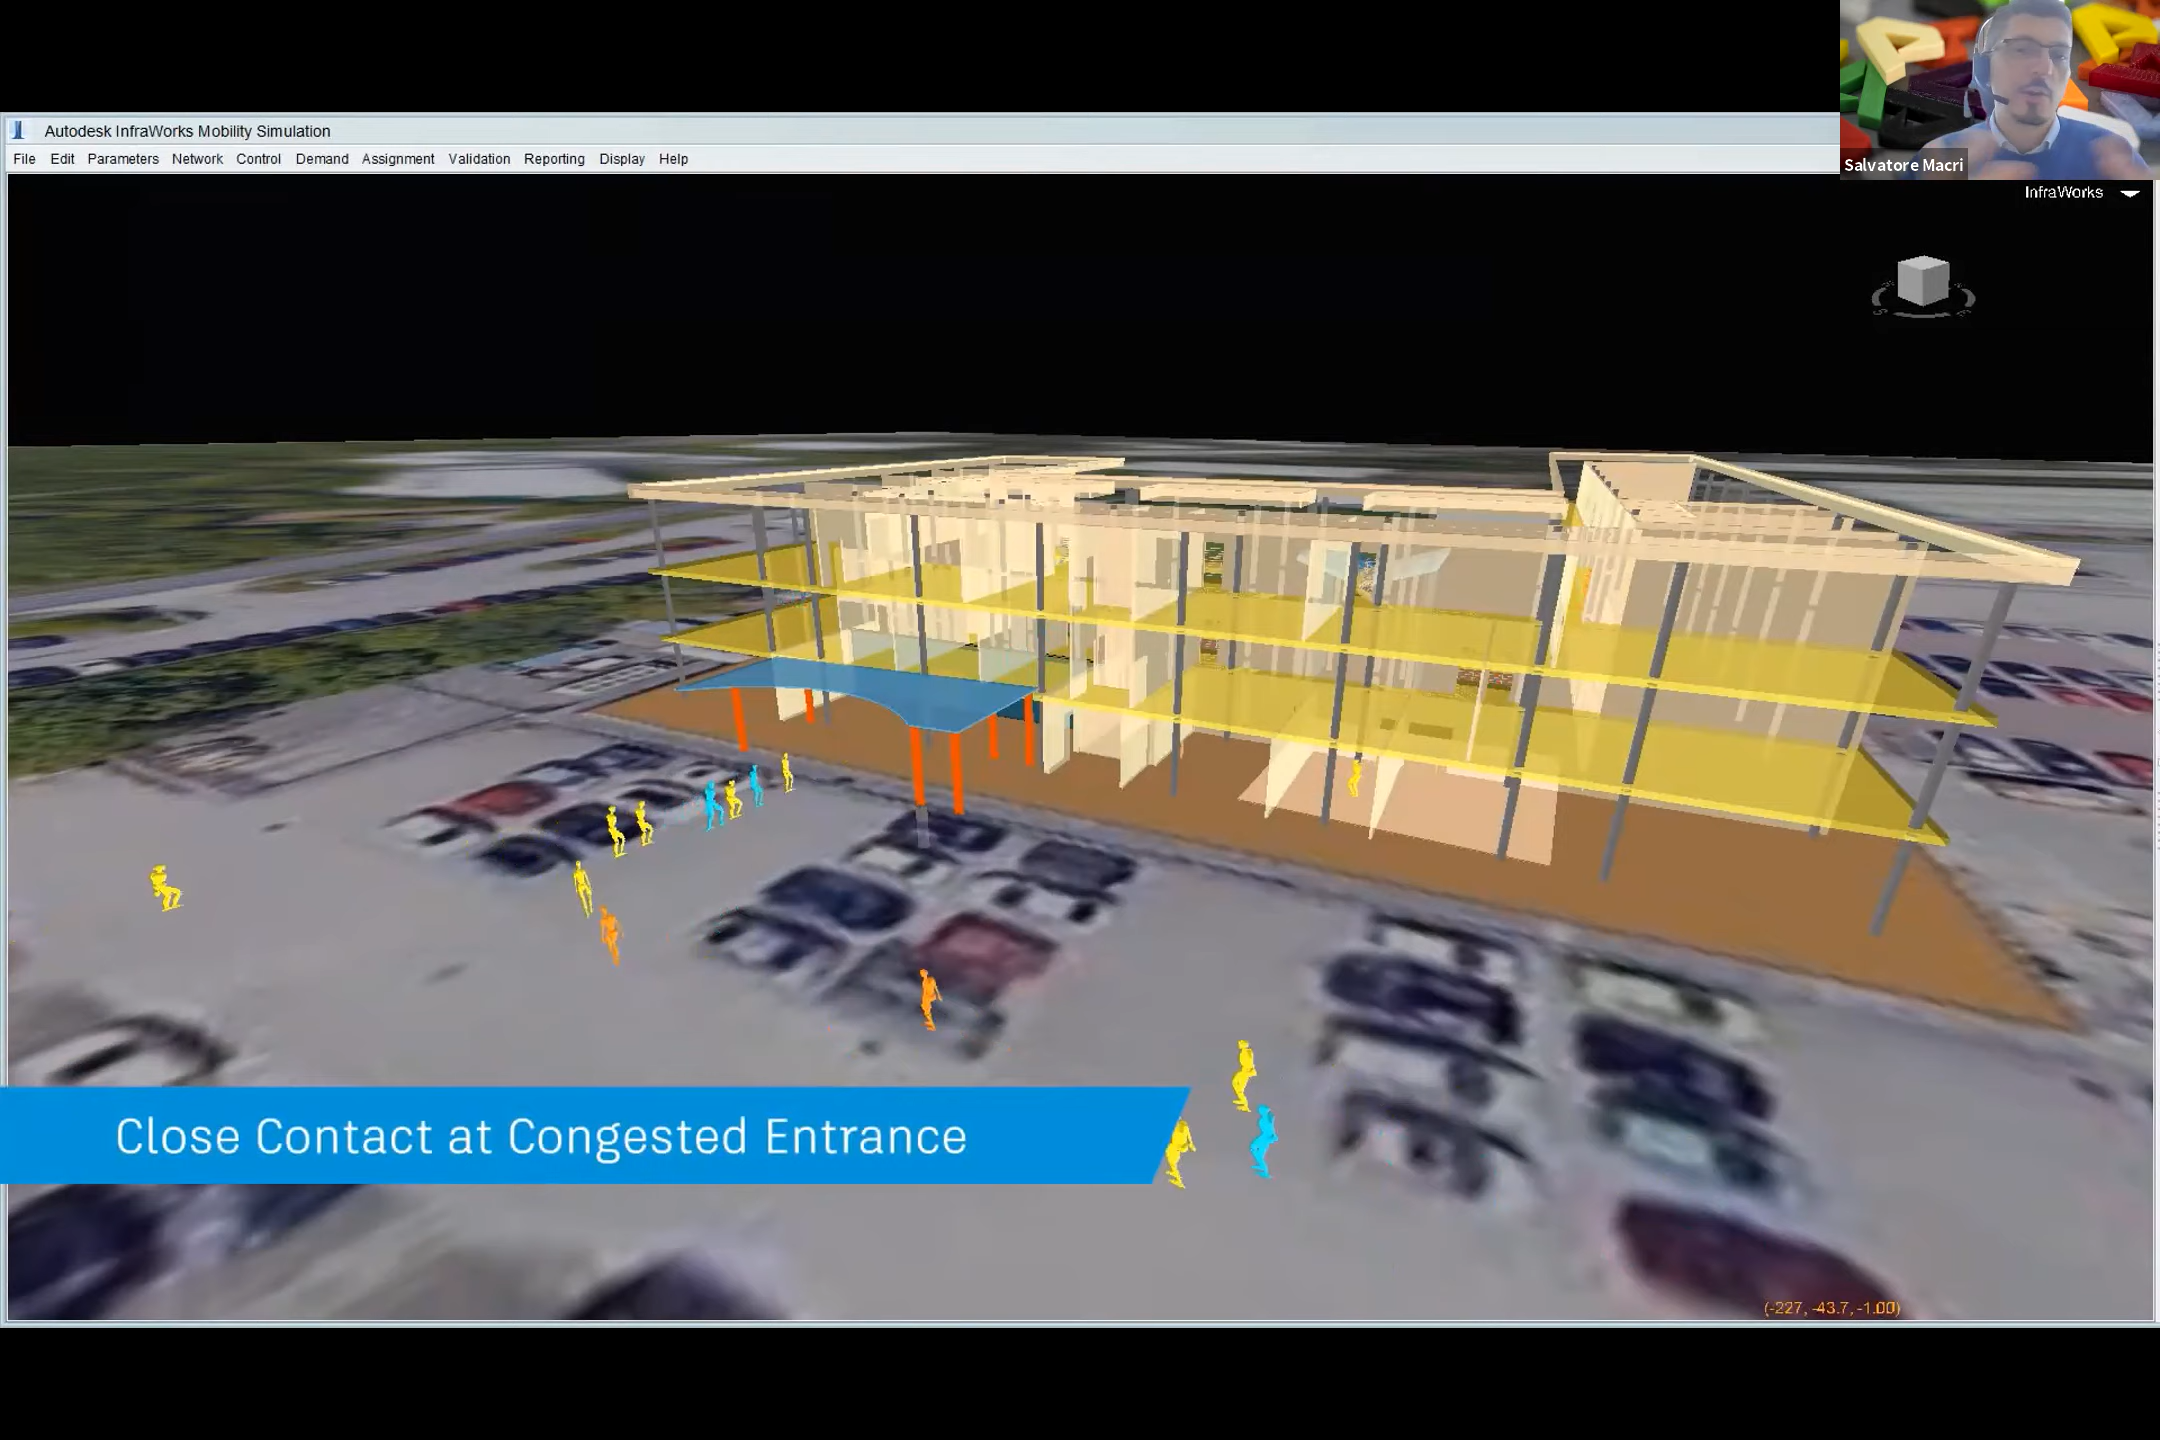 Autodesk InfraWorks Mobility Simulation
File Edit Parameters Network Control Demand Assignment Validation Reporting Display Help
Salvatore Macri
InfraWorks
Close Contact at Congested Entrance
(-227, -43.7, -1.00)